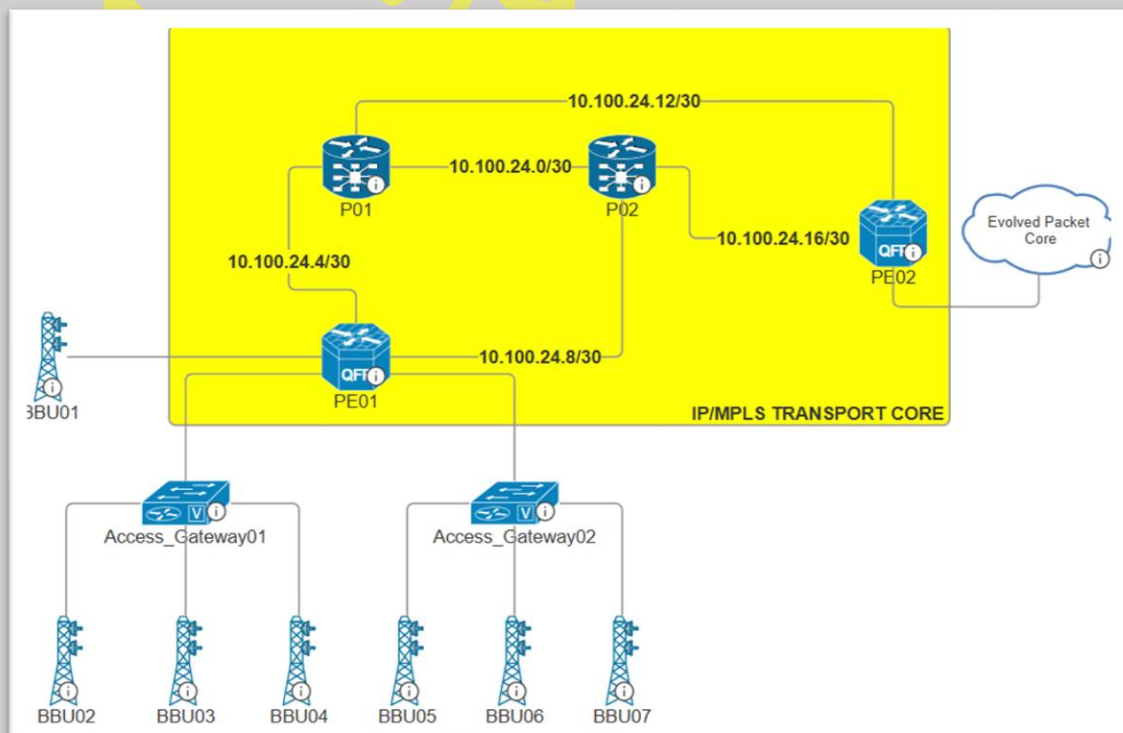 10.100.24.12/30
10.100.24.0/30
P01
P02
10.100.24.16/30
Evolved Packet
Core
10.100.24.4/30
QFT
PE02
10.100.24.8/30
QFT
PE01
BBU01
IP/MPLS TRANSPORT CORE
V
V
Access_Gateway01
Access_Gateway02
BBU02
BBU03
BBU04
BBU05
BBU06
BBU07